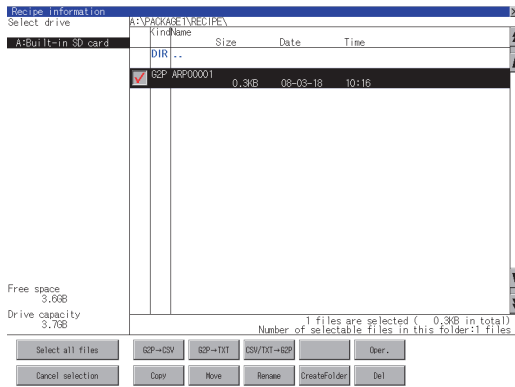 Recipe information
Select drive
A:\PACKAGE1\RECIPE\
Kind Name
Size Date Time
A:Built-in SD card
DIR ..
G2P ARP00001
0.3KB 08-03-18 10:16
Free space
3.6GB
Drive capacity
3.7GB
1 files are selected ( 0.3KB in total)
Number of selectable files in this folder:1 files
Select all files G2P→CSV G2P→TXT CSV/TXT→G2P Oper.
Cancel selection Copy Move Rename CreateFolder Del